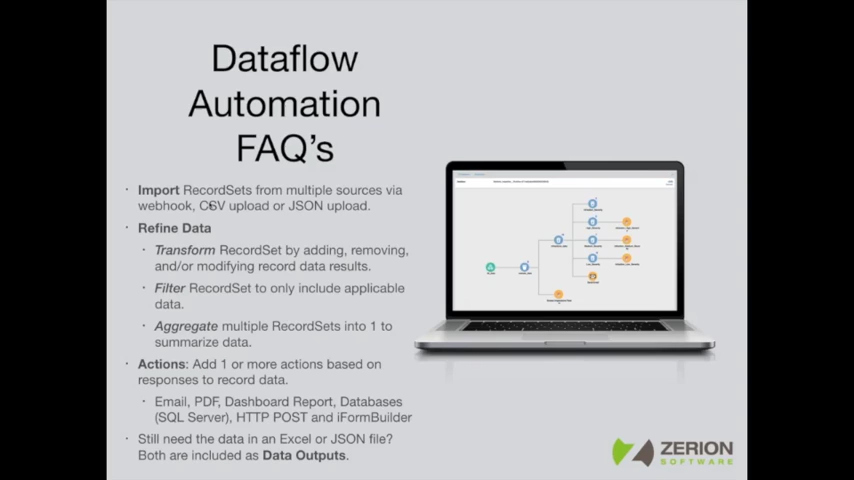 Dataflow
Automation
FAQ's
· Import RecordSets from multiple sources via
webhook, CSV upload or JSON upload.
· Refine Data
· Transform RecordSet by adding, removing,
and/or modifying record data results.
· Filter RecordSet to only include applicable
data.
· Aggregate multiple RecordSets into 1 to
summarize data.
· Actions: Add 1 or more actions based on
responses to record data.
· Email, PDF, Dashboard Report, Databases
(SQL Server), HTTP POST and iFormBuilder
· Still need the data in an Excel or JSON file?
Both are included as Data Outputs.
ZERION
SOFTWARE